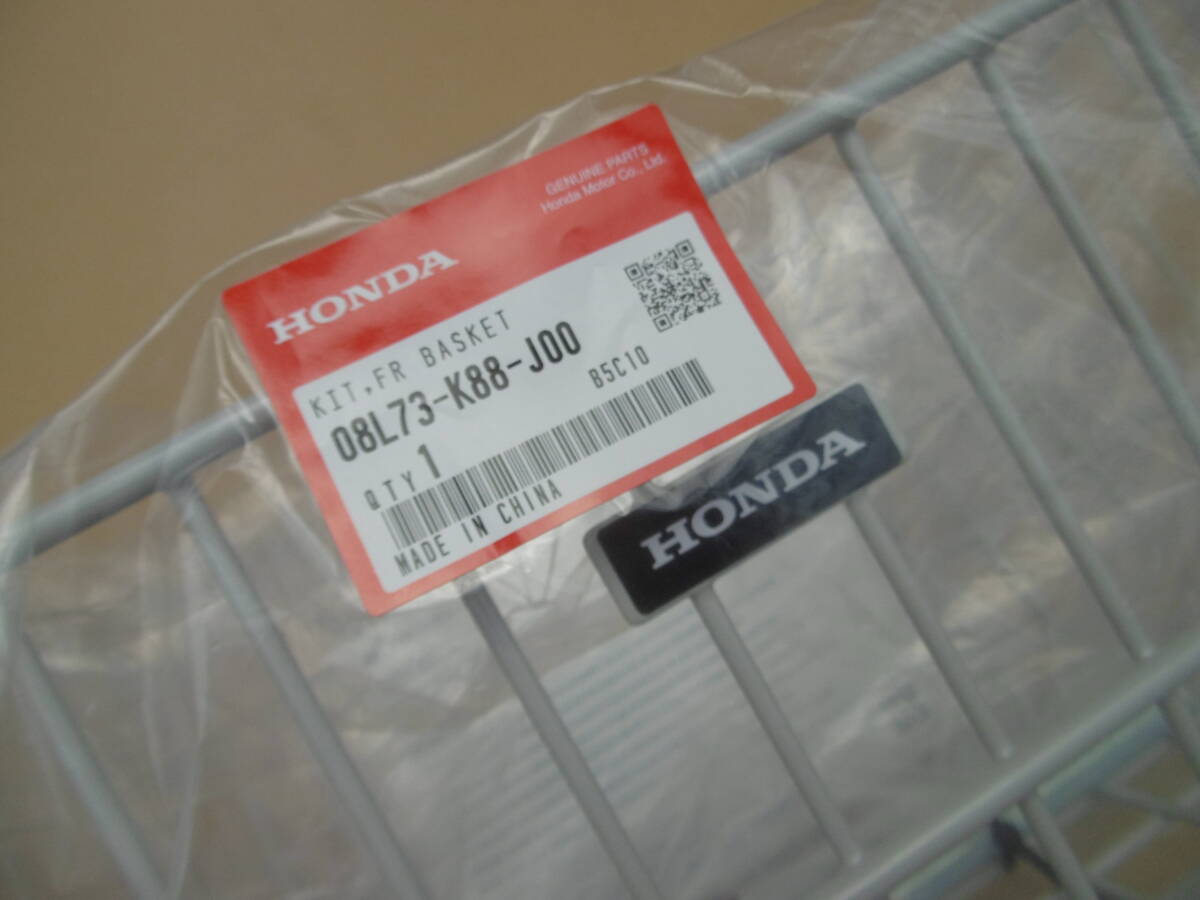 GENUINE PARTS
Honda Motor Co., Ltd.
HONDA
KIT,FR BASKET
08L73-K88-J00
B5C10
QTY 1
MADE IN CHINA
HONDA